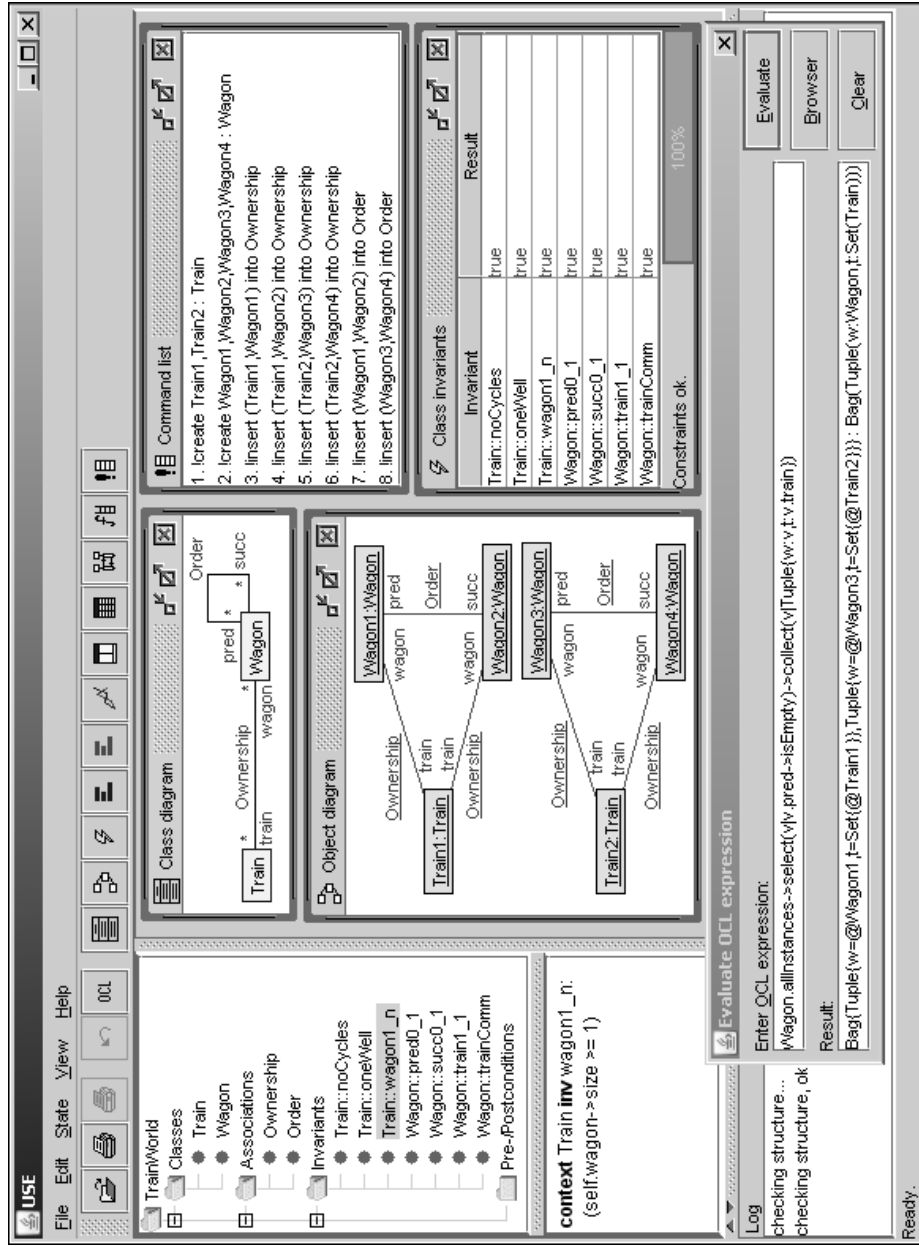 USE
File Edit State View Help
OCL
TrainWorld
Classes
Train
Wagon
Associations
Ownership
Order
Invariants
Train::noCycles
Train::oneWell
Train::wagon1_n
Wagon::pred0_1
Wagon::succ0_1
Wagon::train1_1
Wagon::trainComm
Pre-/Postconditions
context Train inv wagon1_n:
(self.wagon->size >= 1)
Class diagram
Train
*
train
Ownership
*
wagon
Wagon
pred
*
*
succ
Order
Object diagram
Train1:Train
Ownership
train
train
Ownership
wagon
wagon
Wagon1:Wagon
pred
Order
succ
Wagon2:Wagon
Train2:Train
Ownership
train
train
Ownership
wagon
wagon
Wagon3:Wagon
pred
Order
succ
Wagon4:Wagon
Command list
1. !create Train1,Train2 : Train
2. !create Wagon1,Wagon2,Wagon3,Wagon4 : Wagon
3. !insert (Train1,Wagon1) into Ownership
4. !insert (Train1,Wagon2) into Ownership
5. !insert (Train2,Wagon3) into Ownership
6. !insert (Train2,Wagon4) into Ownership
7. !insert (Wagon1,Wagon2) into Order
8. !insert (Wagon3,Wagon4) into Order
Class invariants
Invariant Result
Train::noCycles true
Train::oneWell true
Train::wagon1_n true
Wagon::pred0_1 true
Wagon::succ0_1 true
Wagon::train1_1 true
Wagon::trainComm true
Constraints ok. 100%
Log
checking structure...
checking structure, ok
Ready.
Evaluate OCL expression
Enter OCL expression:
Wagon.allInstances->select(v|v.pred->isEmpty)->collect(v|Tuple{w:v,t:v.train})
Result:
Bag{Tuple{w=@Wagon1,t=Set{@Train1}},Tuple{w=@Wagon3,t=Set{@Train2}}} : Bag(Tuple(w:Wagon,t:Set(Train)))
Evaluate
Browser
Clear